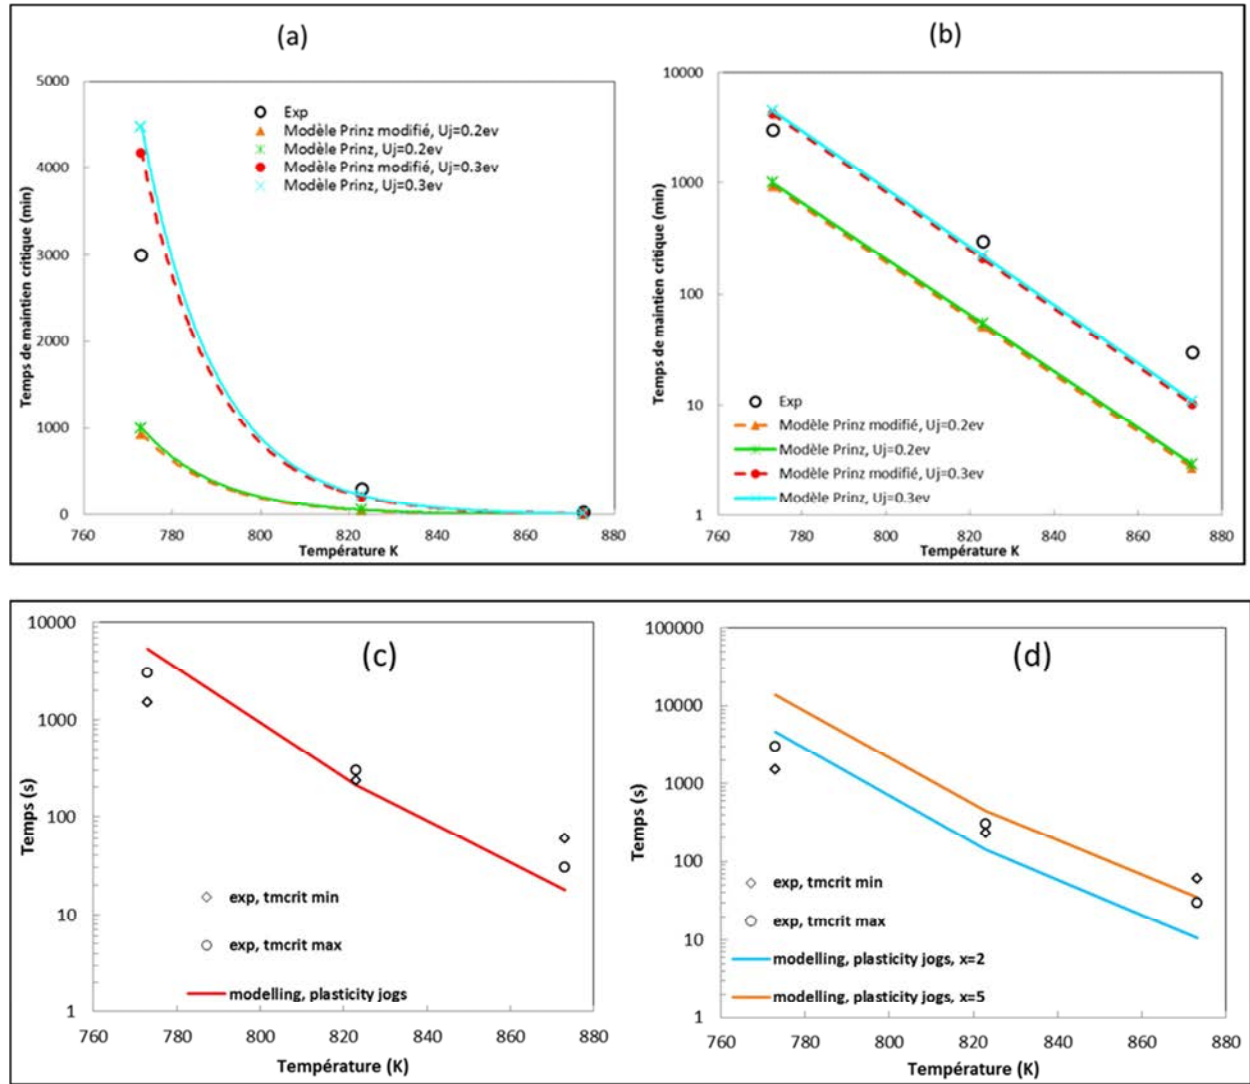 (a)
Temps de maintien critique (min)
5000
4000
3000
2000
1000
0
760
780
800
820
840
860
880
Température K
Exp
Modèle Prinz modifié, Uj=0.2ev
Modèle Prinz, Uj=0.2ev
Modèle Prinz modifié, Uj=0.3ev
Modèle Prinz, Uj=0.3ev
(b)
Temps de maintien critique (min)
10000
1000
100
10
1
760
780
800
820
840
860
880
Température K
Exp
Modèle Prinz modifié, Uj=0.2ev
Modèle Prinz, Uj=0.2ev
Modèle Prinz modifié, Uj=0.3ev
Modèle Prinz, Uj=0.3ev
(c)
Temps (s)
10000
1000
100
10
1
760
780
800
820
840
860
880
Température (K)
exp, tmcrit min
exp, tmcrit max
modelling, plasticity jogs
(d)
Temps (s)
100000
10000
1000
100
10
1
760
780
800
820
840
860
880
Température (K)
exp, tmcrit min
exp, tmcrit max
modelling, plasticity jogs, x=2
modelling, plasticity jogs, x=5